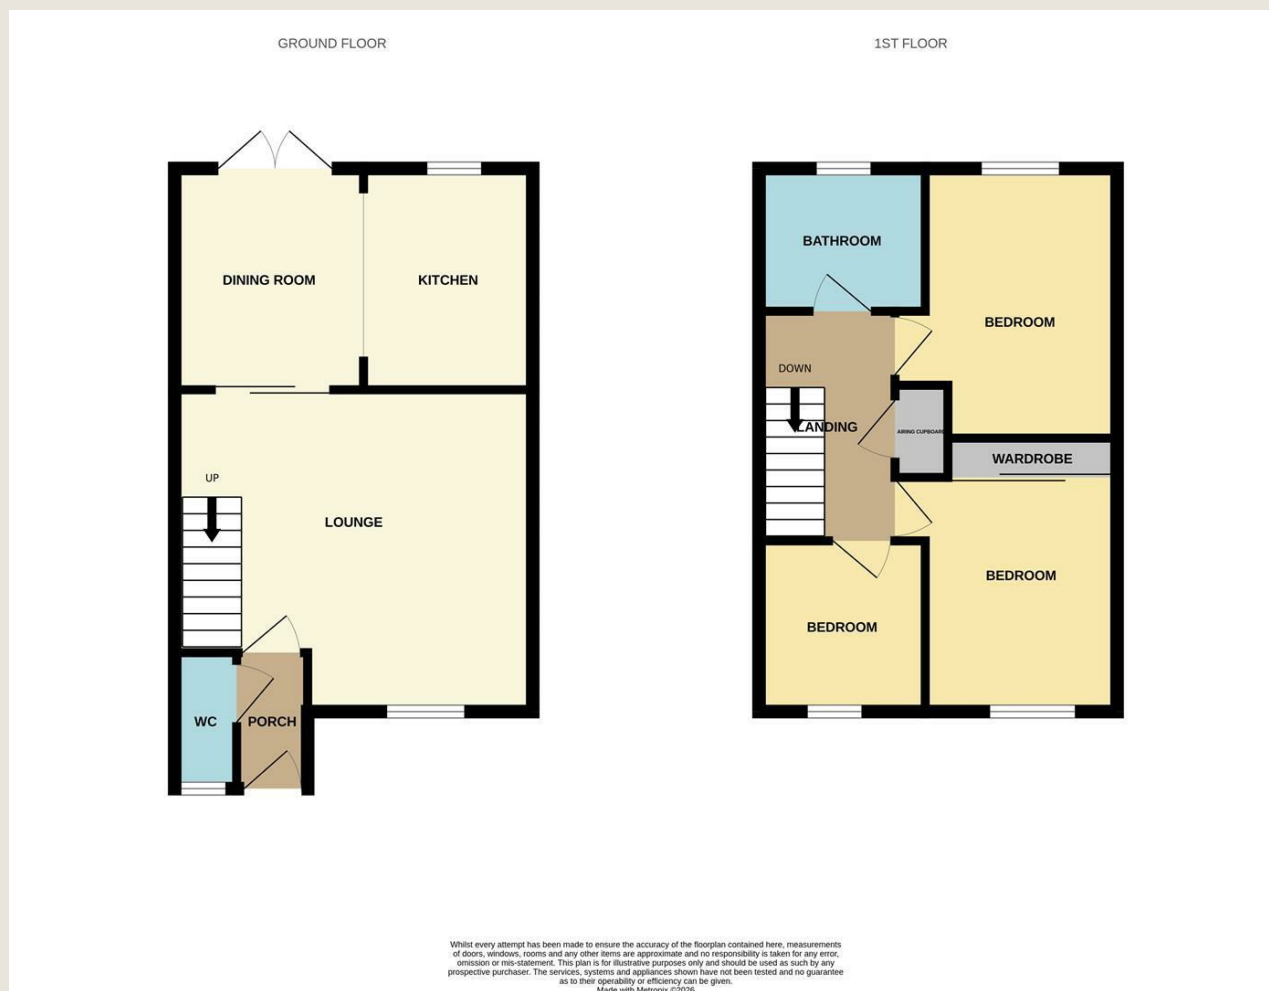 GROUND FLOOR
1ST FLOOR
DINING ROOM
KITCHEN
UP
LOUNGE
WC
PORCH
BATHROOM
BEDROOM
DOWN
LANDING
AIRING CUPBOARD
WARDROBE
BEDROOM
BEDROOM
Whilst every attempt has been made to ensure the accuracy of the floorplan contained here, measurements
of doors, windows, rooms and any other items are approximate and no responsibility is taken for any error,
omission or mis-statement. This plan is for illustrative purposes only and should be used as such by any
prospective purchaser. The services, systems and appliances shown have not been tested and no guarantee
as to their operability or efficiency can be given.
Made with Metropix ©2026